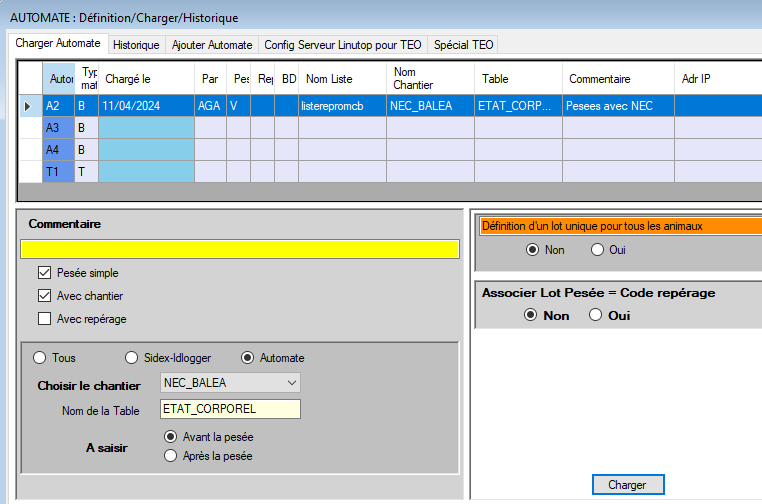 AUTOMATE : Définition/Charger/Historique
Charger Automate Historique Ajouter Automate Config Serveur Linutop pour TEO Spécial TEO
Autor Typ mat Chargé le Par Pes Rep BD Nom Liste Nom Chantier Table Commentaire Adr IP
A2 B 11/04/2024 AGA V listerepromcb NEC_BALEA ETAT_CORP... Pesees avec NEC
A3 B
A4 B
T1 T
Commentaire
Pesée simple
Avec chantier
Avec repérage
Tous Sidex-Idlogger Automate
Choisir le chantier NEC_BALEA
Nom de la Table ETAT_CORPOREL
A saisir
Avant la pesée
Après la pesée
Définition d'un lot unique pour tous les animaux
Non Oui
Associer Lot Pesée = Code repérage
Non Oui
Charger